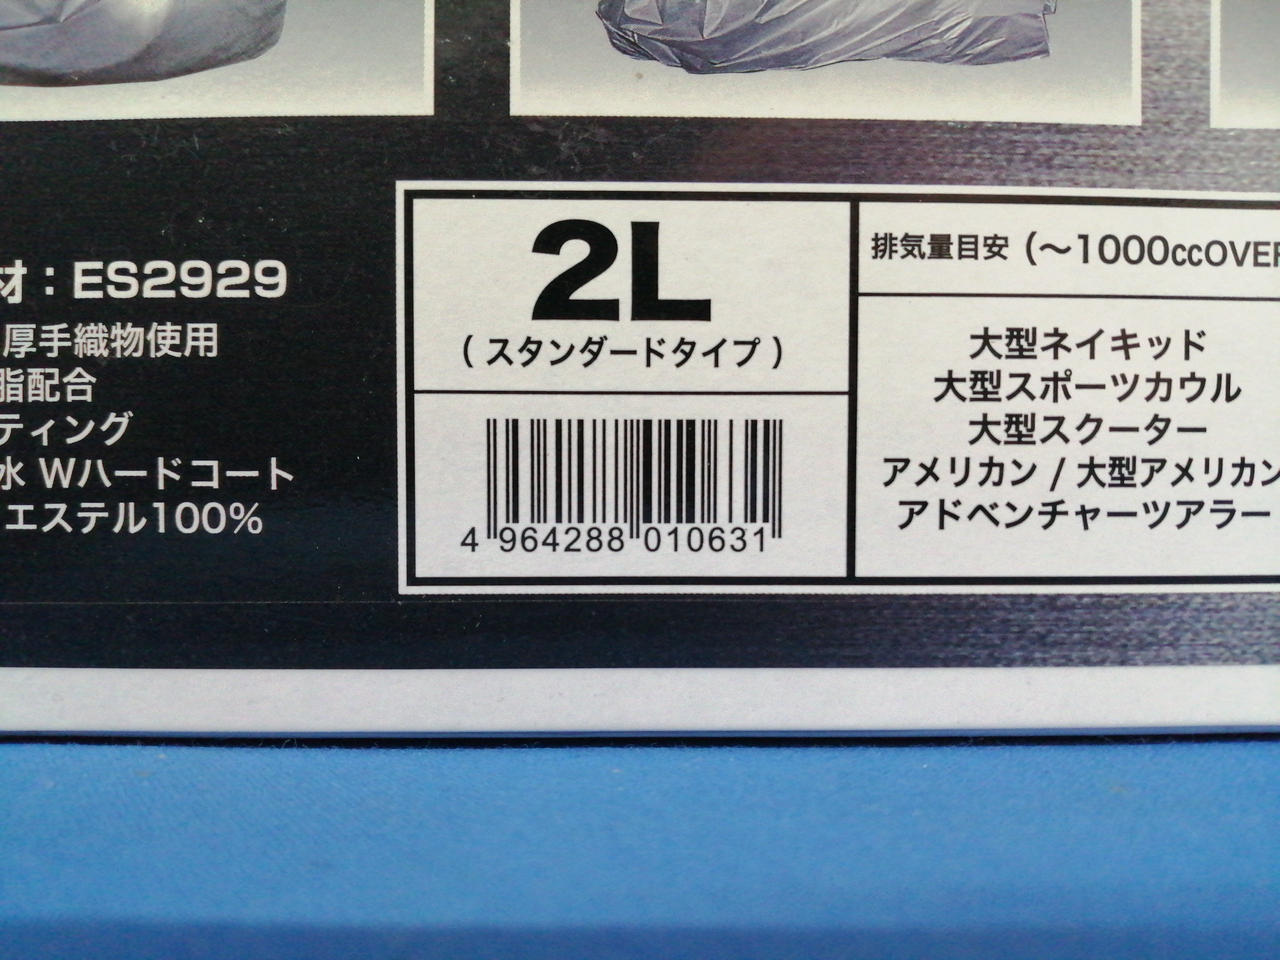 材：ES2929
厚手織物使用
脂配合
ティング
水 Wハードコート
エステル100%
2L
（スタンダードタイプ）
4 964288 010631
排気量目安（～1000ccOVER
大型ネイキッド
大型スポーツカウル
大型スクーター
アメリカン / 大型アメリカン
アドベンチャーツアラー